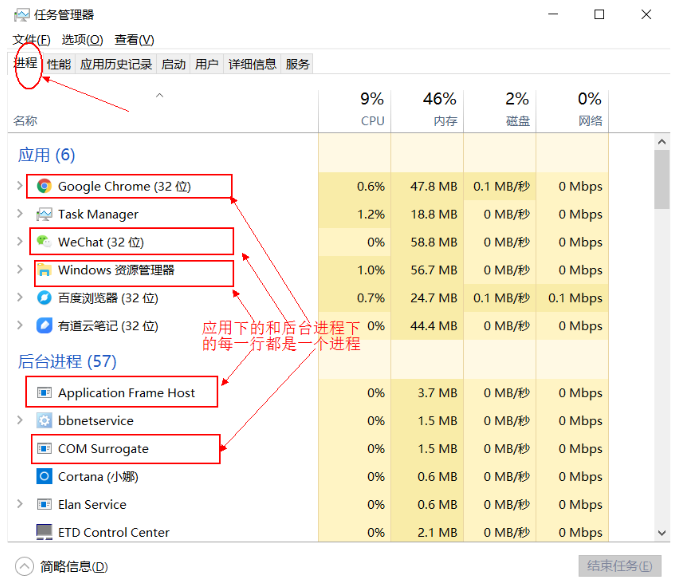 任务管理器
文件(F) 选项(O) 查看(V)
进程 性能 应用历史记录 启动 用户 详细信息 服务
9% 46% 2% 0%
名称 CPU 内存 磁盘 网络
应用 (6)
Google Chrome (32 位) 0.6% 47.8 MB 0.1 MB/秒 0 Mbps
Task Manager 1.2% 18.8 MB 0 MB/秒 0 Mbps
WeChat (32 位) 0% 58.8 MB 0 MB/秒 0 Mbps
Windows 资源管理器 1.0% 56.7 MB 0 MB/秒 0 Mbps
百度浏览器 (32 位) 0.7% 24.7 MB 0.1 MB/秒 0.1 Mbps
有道云笔记 (32 位) 0% 44.4 MB 0 MB/秒 0 Mbps
应用下的和后台进程下
的每一行都是一个进程
后台进程 (57)
Application Frame Host 0% 3.7 MB 0 MB/秒 0 Mbps
bbnetservice 0% 1.5 MB 0 MB/秒 0 Mbps
COM Surrogate 0% 1.5 MB 0 MB/秒 0 Mbps
Cortana (小娜) 0% 0.6 MB 0 MB/秒 0 Mbps
Elan Service 0% 0.6 MB 0 MB/秒 0 Mbps
ETD Control Center 0% 2.1 MB 0 MB/秒 0 Mbps
简略信息(D) 结束任务(E)